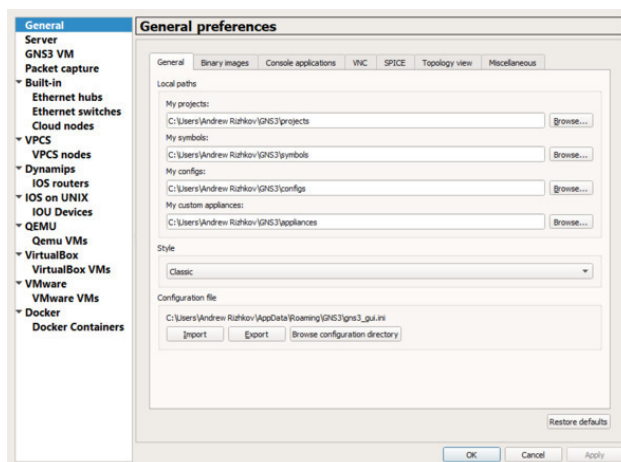 General
Server
GNS3 VM
Packet capture
Built-in
Ethernet hubs
Ethernet switches
Cloud nodes
VPCS
VPCS nodes
Dynamips
IOS routers
IOS on UNIX
IOU Devices
QEMU
Qemu VMs
VirtualBox
VirtualBox VMs
VMware
VMware VMs
Docker
Docker Containers
General preferences
General Binary images Console applications VNC SPICE Topology view Miscellaneous
Local paths
My projects:
C:\Users\Andrew Rizhkov\GNS3\projects Browse...
My symbols:
C:\Users\Andrew Rizhkov\GNS3\symbols Browse...
My configs:
C:\Users\Andrew Rizhkov\GNS3\configs Browse...
My custom appliances:
C:\Users\Andrew Rizhkov\GNS3\appliances Browse...
Style
Classic
Configuration file
C:\Users\Andrew Rizhkov\AppData\Roaming\GNS3\gns3_gui.ini
Import Export Browse configuration directory
Restore defaults
OK Cancel Apply